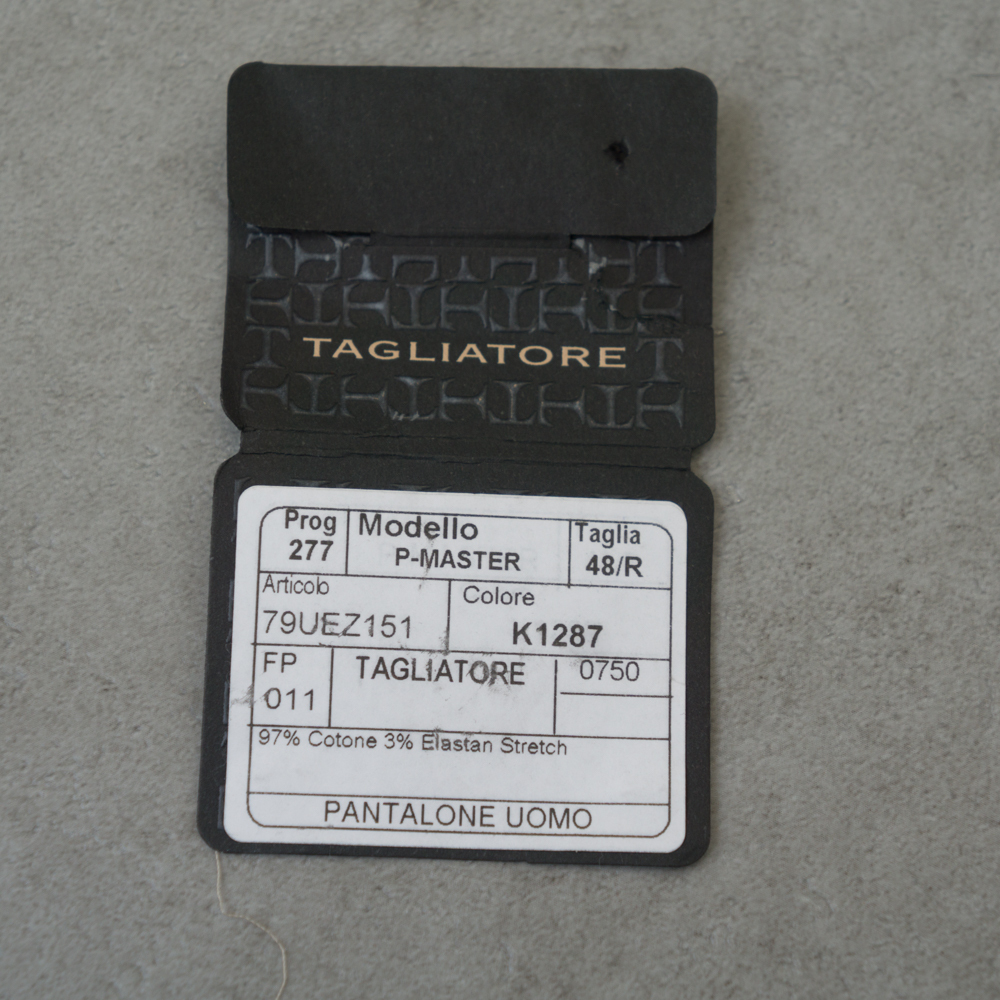 TAGLIATORE
Prog Modello Taglia
277 P-MASTER 48/R
Articolo Colore
79UEZ151 K1287
FP TAGLIATORE 0750
011
97% Cotone 3% Elastan Stretch
PANTALONE UOMO